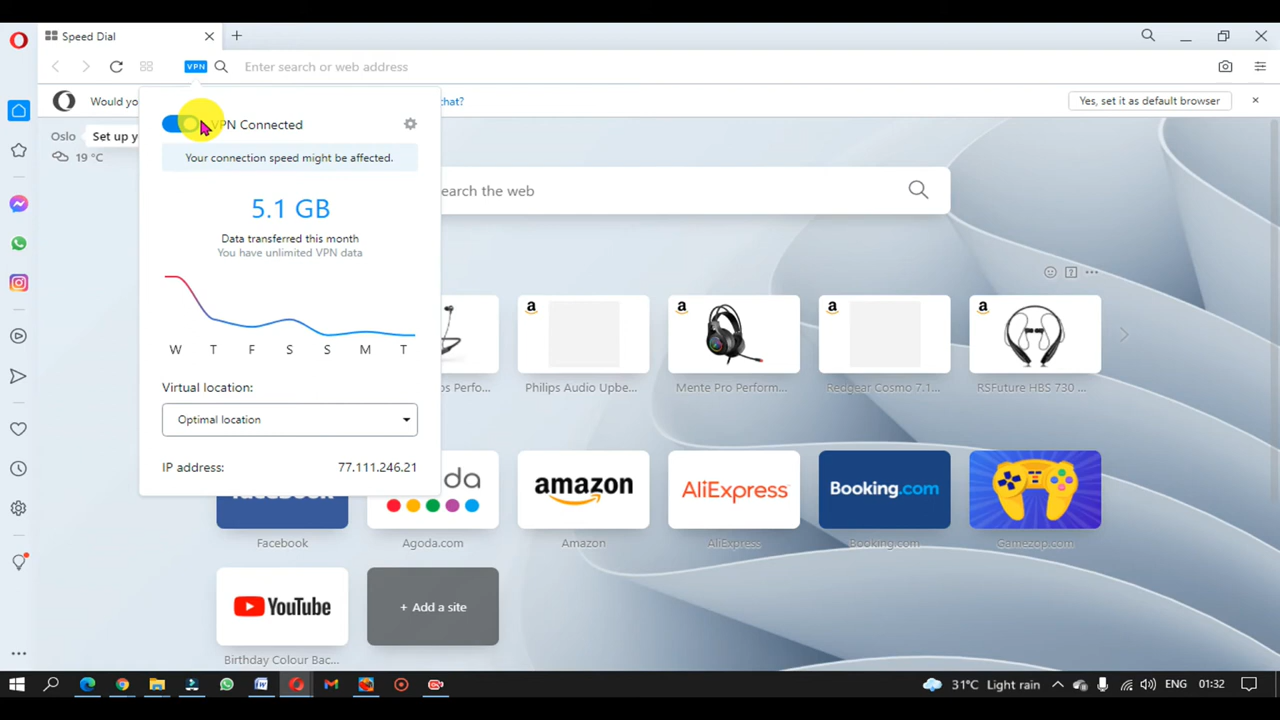 Speed Dial
VPN
Enter search or web address
Would yo
chat?
Yes, set it as default browser
Oslo
Set up y
19 °C
VPN Connected
Your connection speed might be affected.
5.1 GB
Data transferred this month
You have unlimited VPN data
W T F S S M T
Virtual location:
Optimal location
IP address: 77.111.246.21
earch the web
os Perfo...
Philips Audio Upbe...
Mente Pro Perform...
Redgear Cosmo 7.1...
RSFuture HBS 730 ...
oda
amazon
AliExpress
Booking.com
Facebook
Agoda.com
Amazon
AliExpress
Booking.com
Gamezop.com
YouTube
+ Add a site
Birthday Colour Bac...
31°C Light rain
ENG
01:32